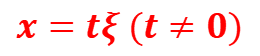 x = tξ (t ≠ 0)